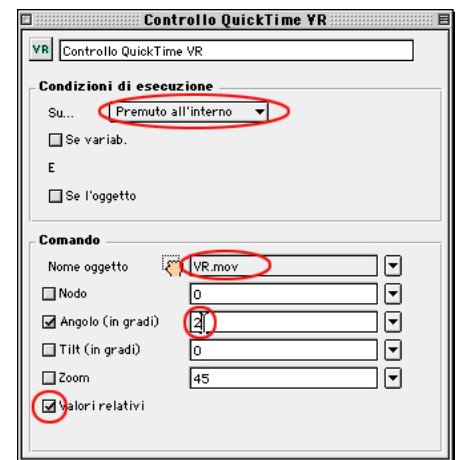 Controllo QuickTime VR
VR Controllo QuickTime VR
Condizioni di esecuzione
Su... Premuto all'interno
Se variab.
E
Se l'oggetto
Comando
Nome oggetto VR.mov
Nodo 0
Angolo (in gradi) 2
Tilt (in gradi) 0
Zoom 45
Valori relativi